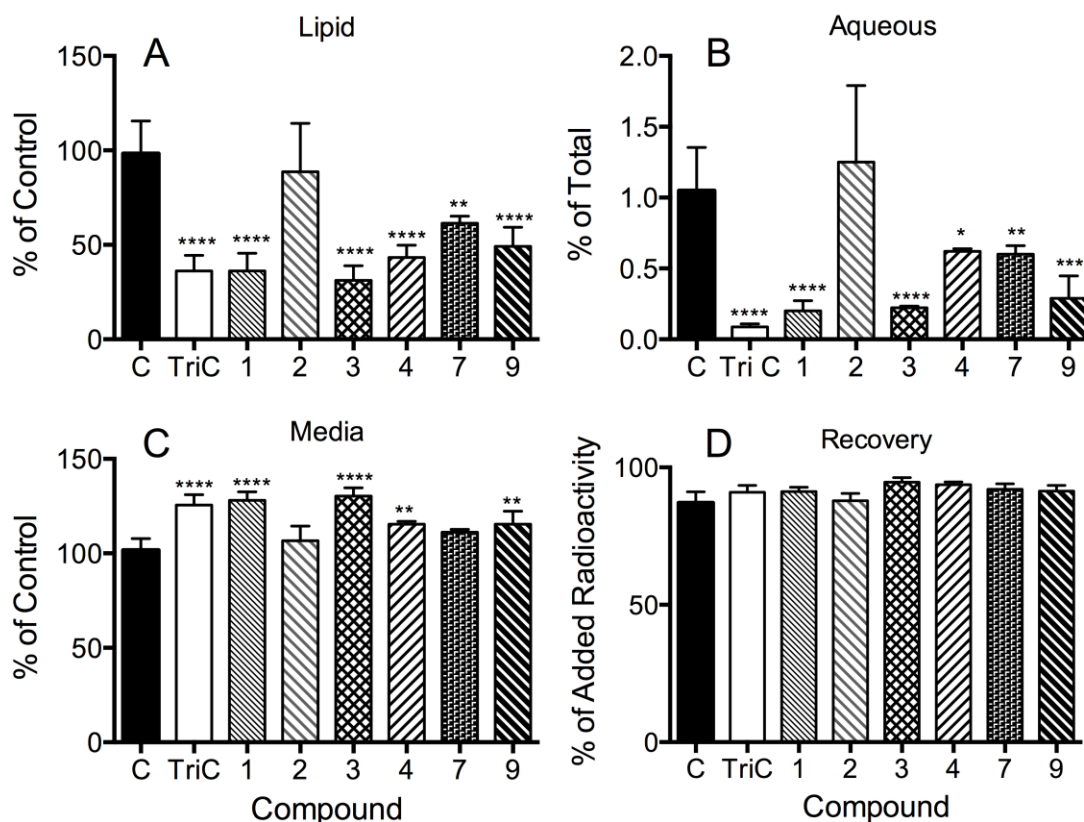 A
Lipid
% of Control
150
100
50
0
**** **** **** **** ** ****
C TriC 1 2 3 4 7 9
B
Aqueous
% of Total
2.0
1.5
1.0
0.5
0.0
**** **** **** * ** ***
C Tri C 1 2 3 4 7 9
C
Media
% of Control
150
100
50
0
**** **** **** ** **
C TriC 1 2 3 4 7 9
Compound
D
Recovery
% of Added Radioactivity
100
50
0
C TriC 1 2 3 4 7 9
Compound